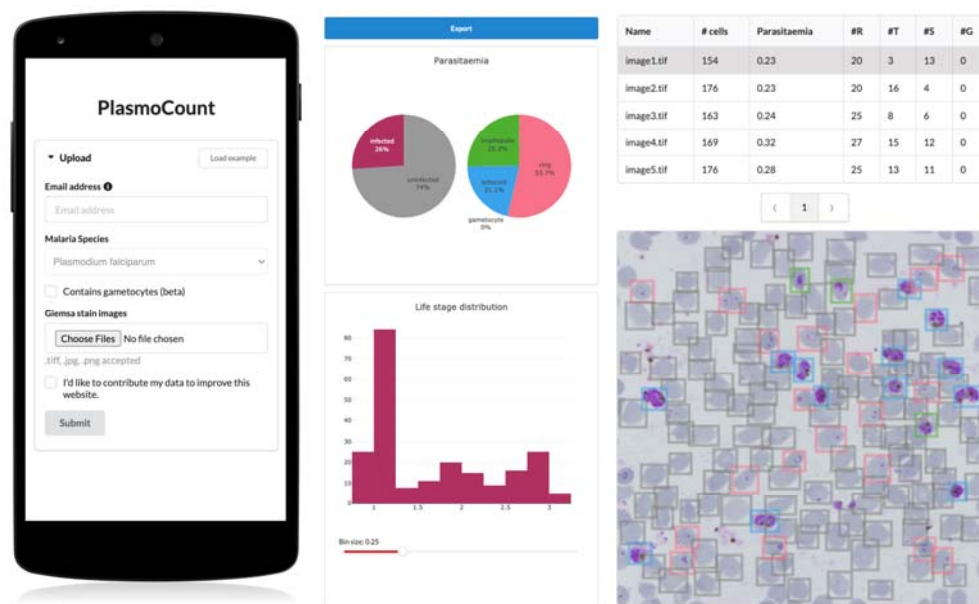 PlasmoCount
Upload
Load example
Email address
Email address
Malaria Species
Plasmodium falciparum
Contains gametocytes (beta)
Giemsa stain images
Choose Files No file chosen
.tiff, .jpg, .png accepted
I'd like to contribute my data to improve this
website.
Submit
Export
Parasitaemia
infected
26%
uninfected
74%
trophozoite
25.3%
ring
53.7%
schizont
21.1%
gametocyte
0%
Life stage distribution
80
70
60
50
40
30
20
10
0
1 1.5 2 2.5 3
Bin size: 0.25
Name # cells Parasitaemia #R #T #S #G
image1.tif 154 0.23 20 3 13 0
image2.tif 176 0.23 20 16 4 0
image3.tif 163 0.24 25 8 6 0
image4.tif 169 0.32 27 15 12 0
image5.tif 176 0.28 25 13 11 0
1